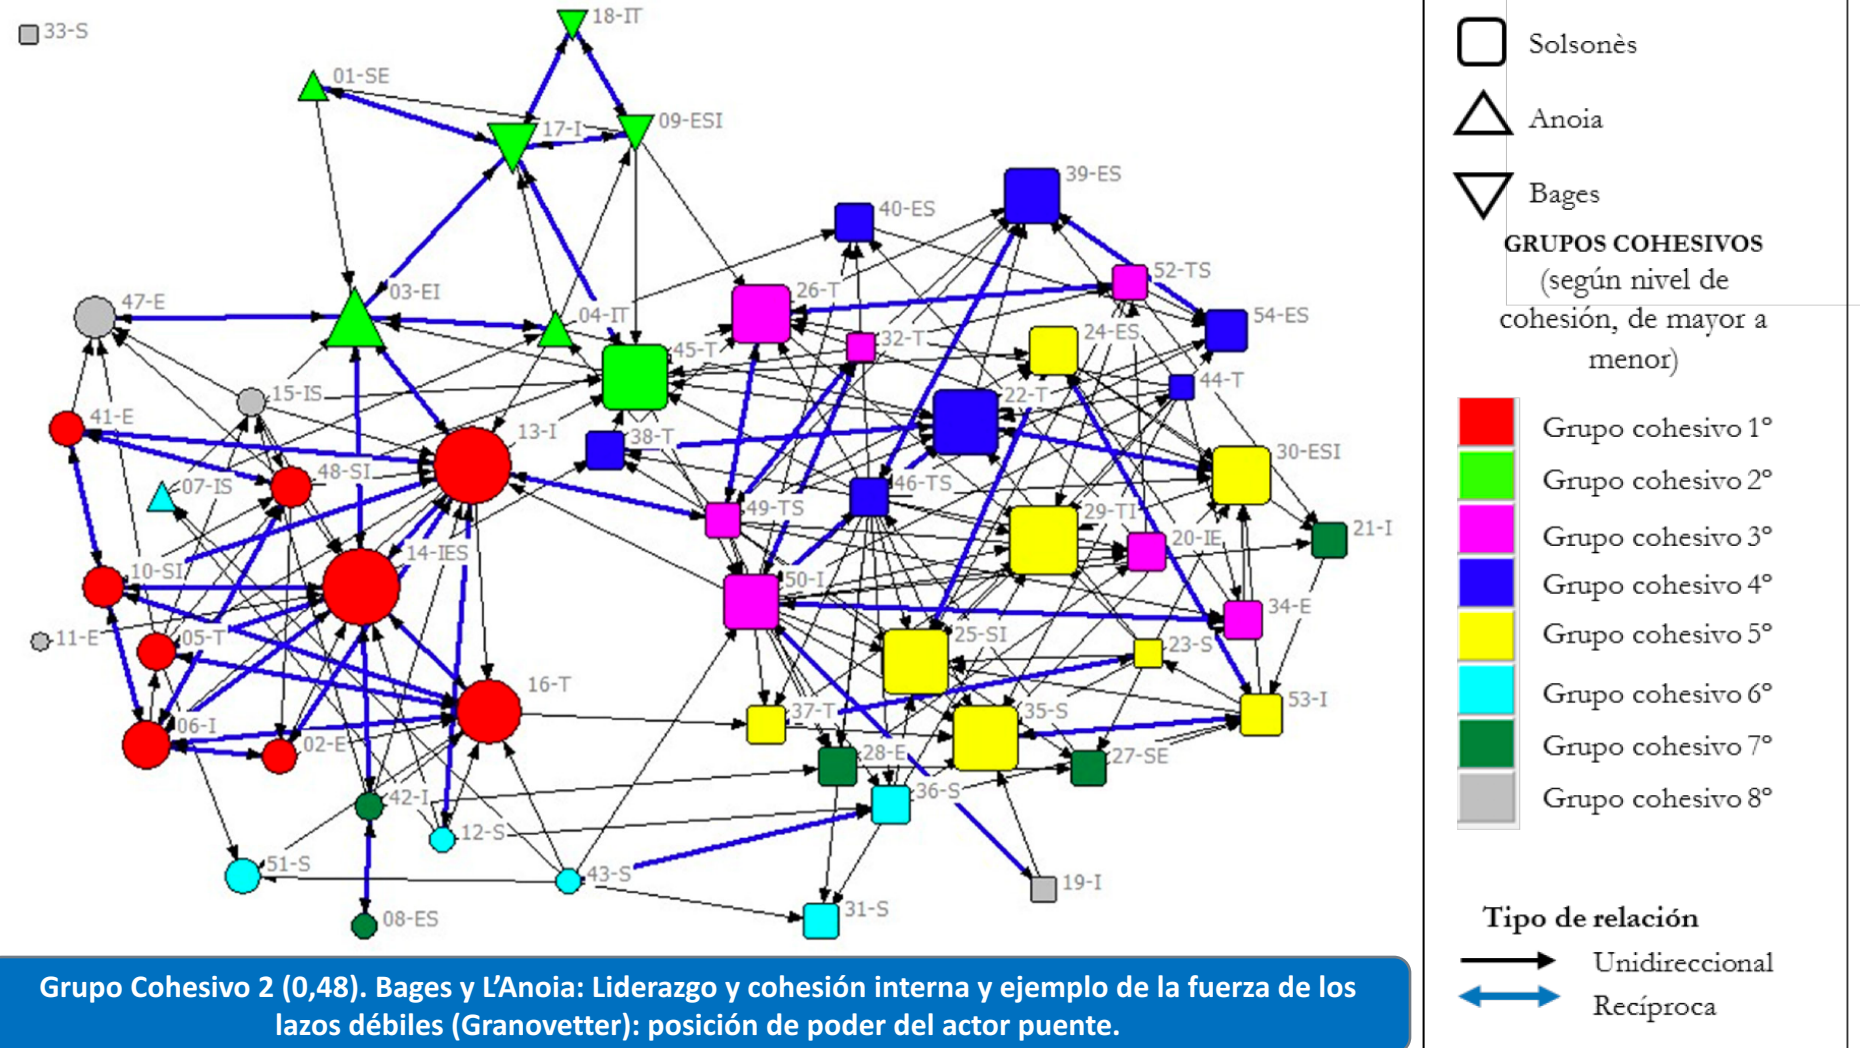 33-S
18-IT
01-SE
17-I
09-ESI
39-ES
40-ES
52-TS
03-EI
26-T
47-E
04-IT
54-ES
32-T
24-ES
45-T
44-T
15-IS
22-T
41-E
13-I
38-T
30-ESI
48-SI
07-IS
46-TS
49-TS
29-TI
21-I
20-IE
14-IES
10-SI
50-I
34-E
11-E
05-T
25-SI
23-S
16-T
53-I
37-T
35-S
06-I
02-E
28-E
27-SE
36-S
42-I
12-S
51-S
43-S
19-I
31-S
08-ES
Solsonès
Anoia
Bages
GRUPOS COHESIVOS
(según nivel de
cohesión, de mayor a
menor)
Grupo cohesivo 1º
Grupo cohesivo 2º
Grupo cohesivo 3º
Grupo cohesivo 4º
Grupo cohesivo 5º
Grupo cohesivo 6º
Grupo cohesivo 7º
Grupo cohesivo 8º
Tipo de relación
Unidireccional
Recíproca
Grupo Cohesivo 2 (0,48). Bages y L’Anoia: Liderazgo y cohesión interna y ejemplo de la fuerza de los
lazos débiles (Granovetter): posición de poder del actor puente.